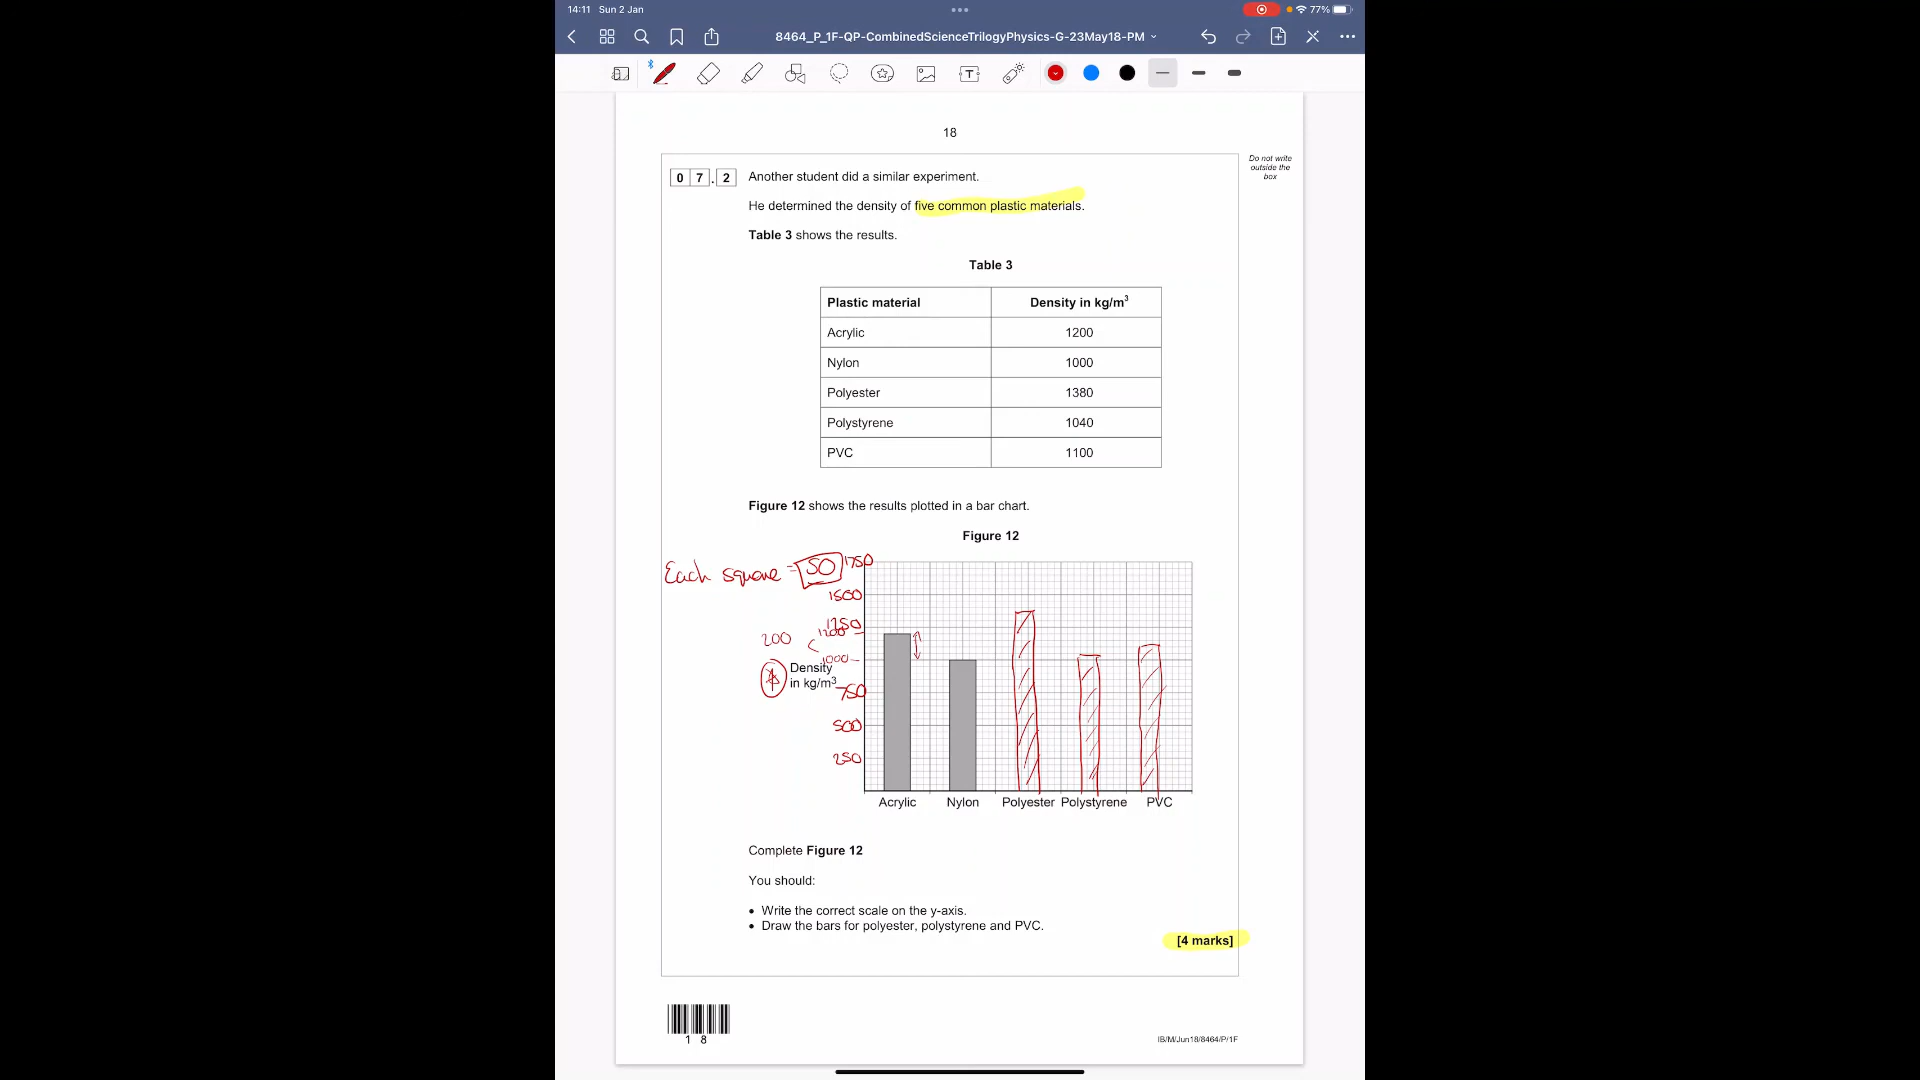 14:11 Sun 2 Jan
77%
8464_P_1F-QP-CombinedScienceTrilogyPhysics-G-23May18-PM
18
Do not write
outside the
box
0 7 . 2 Another student did a similar experiment.
He determined the density of five common plastic materials.
Table 3 shows the results.
Table 3
Plastic material Density in kg/m³
Acrylic 1200
Nylon 1000
Polyester 1380
Polystyrene 1040
PVC 1100
Figure 12 shows the results plotted in a bar chart.
Figure 12
Each square = 50
1750
1500
1250
1200
200
1000
Density
in kg/m³
750
500
250
Acrylic Nylon Polyester Polystyrene PVC
Complete Figure 12
You should:
• Write the correct scale on the y-axis.
• Draw the bars for polyester, polystyrene and PVC.
[4 marks]
1 8
IB/M/Jun18/8464/P/1F